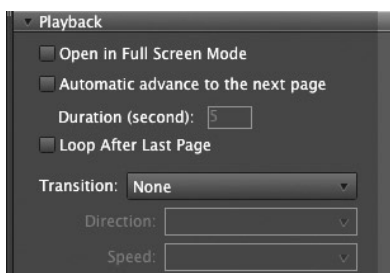 Playback
Open in Full Screen Mode
Automatic advance to the next page
Duration (second): 5
Loop After Last Page
Transition: None
Direction:
Speed: